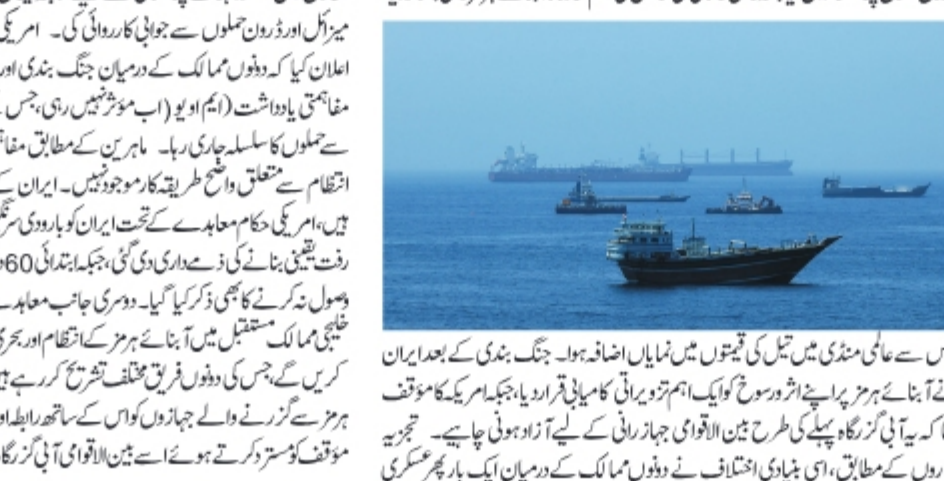 س سے عالمی منڈی میں تیل کی قیمتوں میں نمایاں اضافہ ہوا۔ جنگ بندی کے بعد ایران
نے آبنائے ہرمز پر اپنے اثر و رسوخ کو ایک اہم تزویراتی کامیابی قرار دیا، جبکہ امریکہ کا مؤقف
کہ یہ آبی گزرگاہ پہلے کی طرح بین الاقوامی جہاز رانی کے لیے آزاد ہونی چاہیے۔ تجزیہ
روں کے مطابق، اسی بنیادی اختلاف نے دونوں ممالک کے درمیان ایک بار پھر عسکری
میزائل اور ڈرون حملوں سے جوابی کارروائی کی۔ امریکی
اعلان کیا کہ دونوں ممالک کے درمیان جنگ بندی اور
مفاہمتی یادداشت (ایم او یو) اب مؤثر نہیں رہی، جس
سے حملوں کا سلسلہ جاری رہا۔ ماہرین کے مطابق مفا
انتظام سے متعلق واضح طریقہ کار موجود نہیں۔ ایران
ہیں، امریکی حکام معاہدے کے تحت ایران کو بارودی سرنگ
رفت یقینی بنانے کی ذمے داری دی گئی، جبکہ ابتدائی 60
وصول نہ کرنے کا بھی ذکر کیا گیا۔ دوسری جانب معاہدے
خلیجی ممالک مستقبل میں آبنائے ہرمز کے انتظام اور بحری
کریں گے، جس کی دونوں فریق مختلف تشریح کر رہے ہیں
ہرمز سے گزرنے والے جہازوں کو اس کے ساتھ رابطہ او
مؤقف کو مسترد کرتے ہوئے اسے بین الاقوامی آبی گزرگا